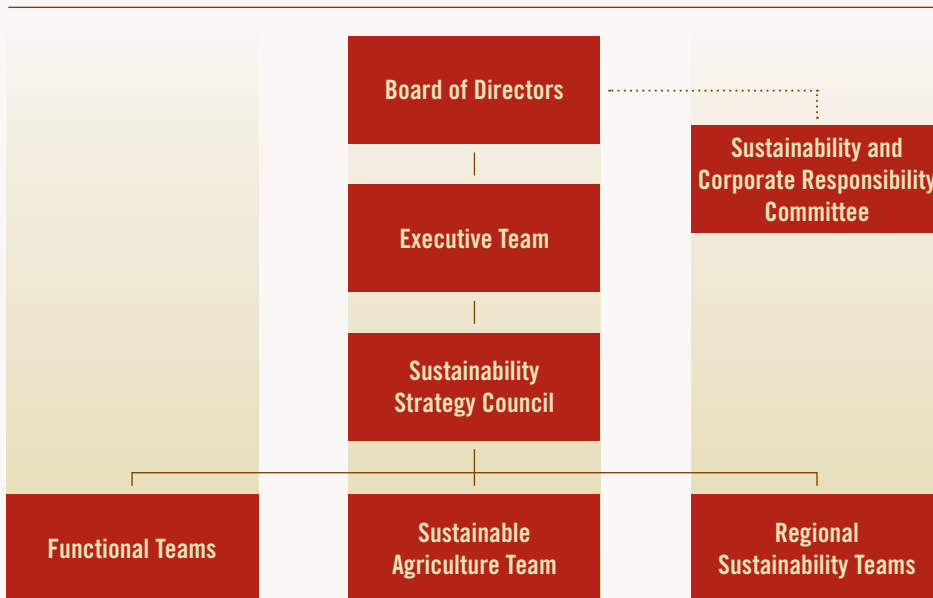 Board of Directors
Sustainability and
Corporate Responsibility
Committee
Executive Team
Sustainability
Strategy Council
Functional Teams
Sustainable
Agriculture Team
Regional
Sustainability Teams